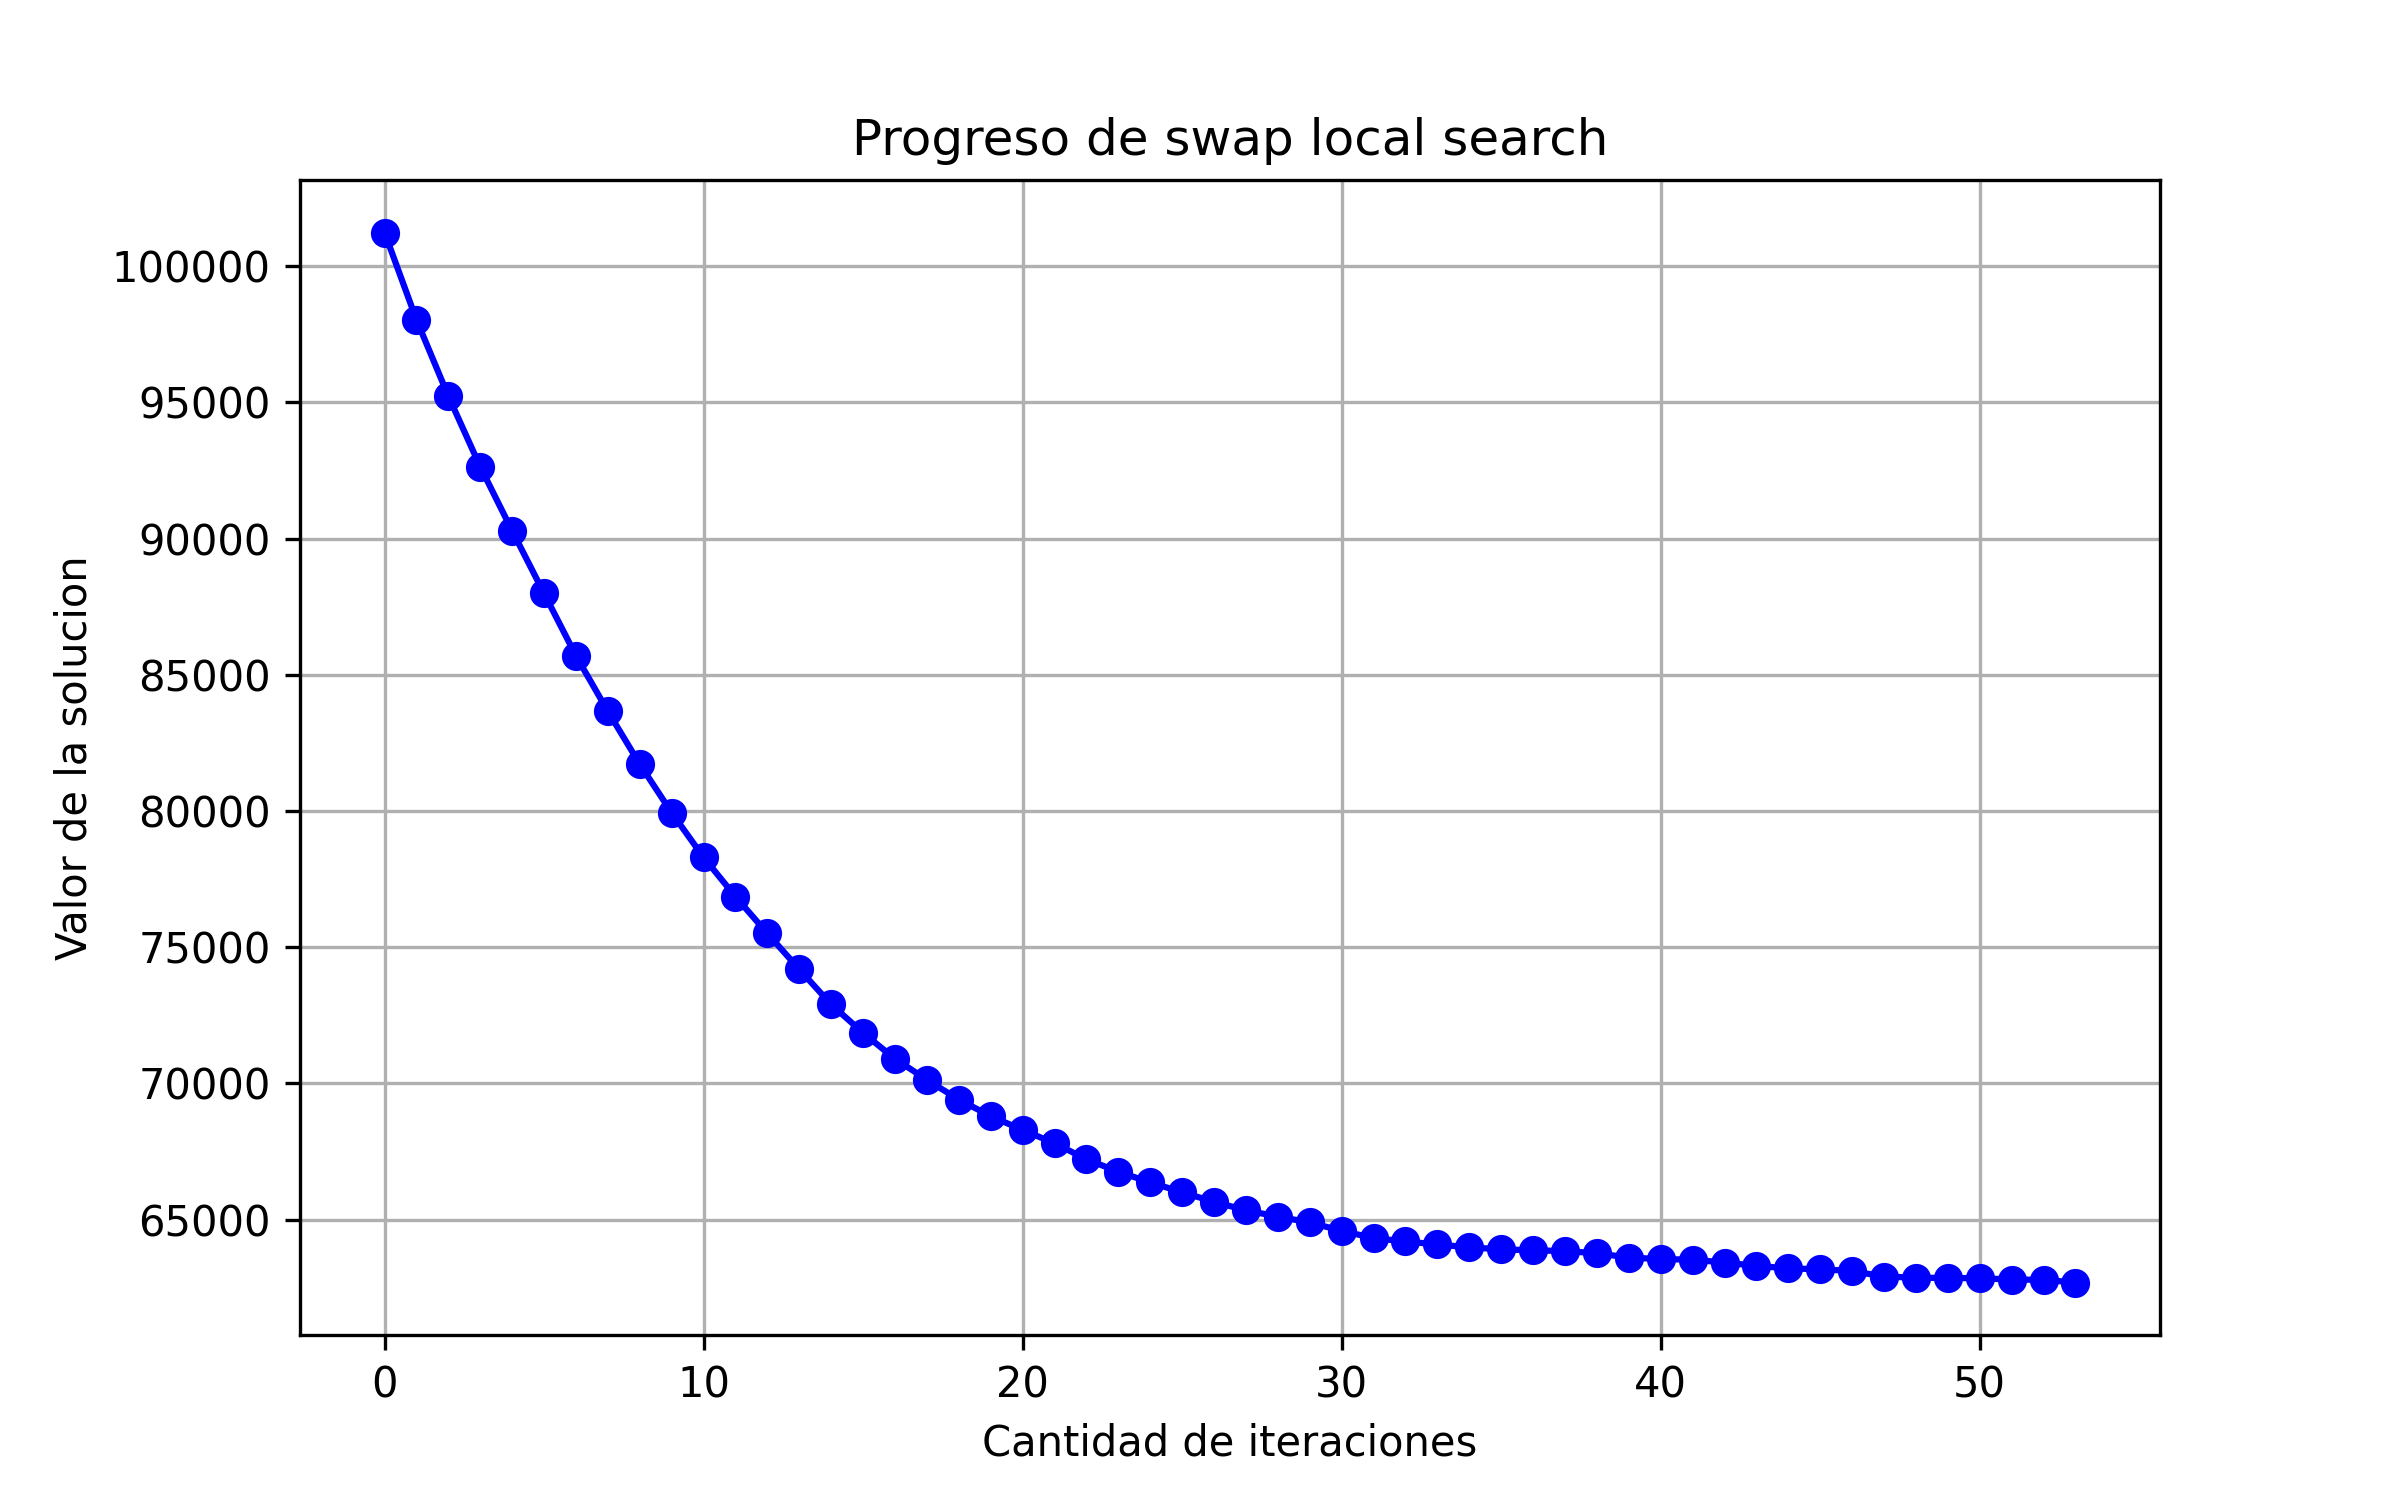 Progreso de swap local search
Valor de la solucion
100000
95000
90000
85000
80000
75000
70000
65000
0 10 20 30 40 50
Cantidad de iteraciones